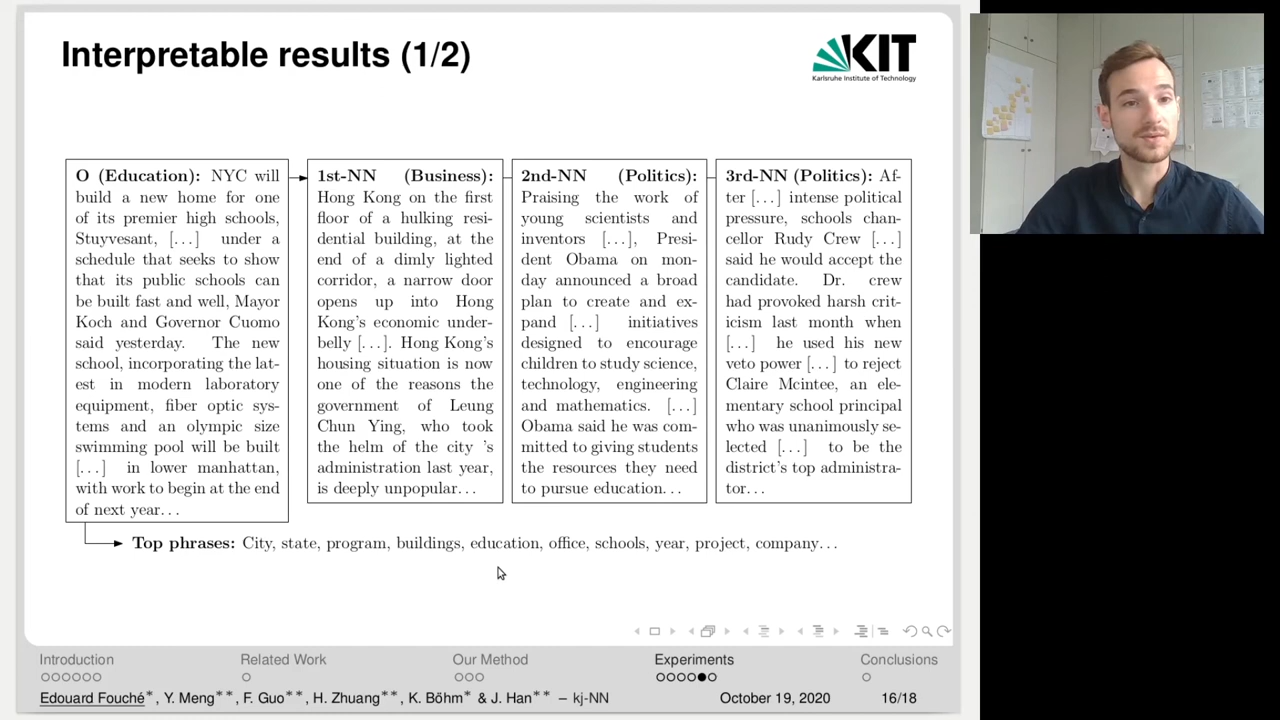 Interpretable results (1/2)
KIT
Karlsruhe Institute of Technology
O (Education): NYC will
build a new home for one
of its premier high schools,
Stuyvesant, [...] under a
schedule that seeks to show
that its public schools can
be built fast and well, Mayor
Koch and Governor Cuomo
said yesterday. The new
school, incorporating the lat-
est in modern laboratory
equipment, fiber optic sys-
tems and an olympic size
swimming pool will be built
[...] in lower manhattan,
with work to begin at the end
of next year...
1st-NN (Business):
Hong Kong on the first
floor of a hulking resi-
dential building, at the
end of a dimly lighted
corridor, a narrow door
opens up into Hong
Kong's economic under-
belly [...]. Hong Kong's
housing situation is now
one of the reasons the
government of Leung
Chun Ying, who took
the helm of the city 's
administration last year,
is deeply unpopular...
2nd-NN (Politics):
Praising the work of
young scientists and
inventors [...], Presi-
dent Obama on mon-
day announced a broad
plan to create and ex-
pand [...] initiatives
designed to encourage
children to study science,
technology, engineering
and mathematics. [...]
Obama said he was com-
mitted to giving students
the resources they need
to pursue education...
3rd-NN (Politics): Af-
ter [...] intense political
pressure, schools chan-
cellor Rudy Crew [...]
said he would accept the
candidate. Dr. crew
had provoked harsh crit-
icism last month when
[...] he used his new
veto power [...] to reject
Claire Mcintee, an ele-
mentary school principal
who was unanimously se-
lected [...] to be the
district's top administra-
tor...
Top phrases: City, state, program, buildings, education, office, schools, year, project, company...
Introduction Related Work Our Method Experiments Conclusions
Edouard Fouché*, Y. Meng**, F. Guo**, H. Zhuang**, K. Böhm* & J. Han** – kj-NN October 19, 2020 16/18